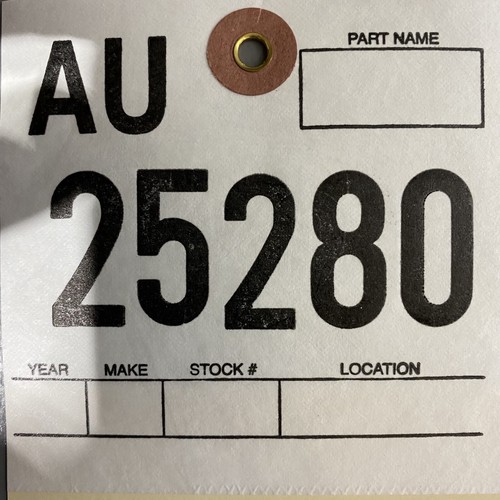 AU
PART NAME
25280
YEAR MAKE STOCK # LOCATION